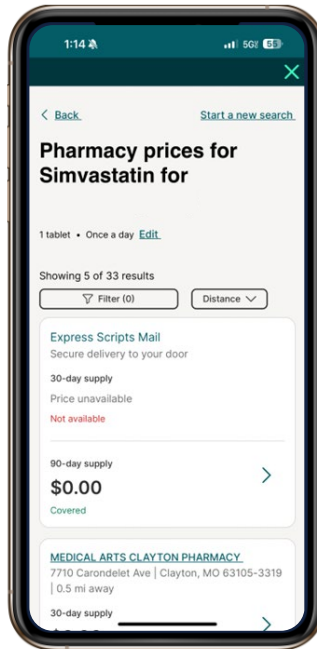 1:14
5G 55
Back
Start a new search
Pharmacy prices for
Simvastatin for
1 tablet • Once a day Edit
Showing 5 of 33 results
Filter (0)
Distance
Express Scripts Mail
Secure delivery to your door
30-day supply
Price unavailable
Not available
90-day supply
$0.00
Covered
MEDICAL ARTS CLAYTON PHARMACY
7710 Carondelet Ave | Clayton, MO 63105-3319
| 0.5 mi away
30-day supply